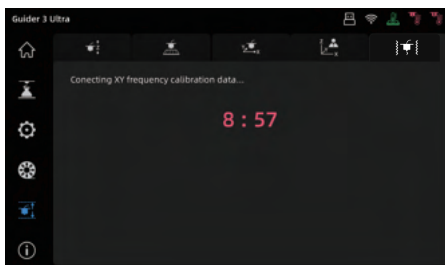 Guider 3 Ultra
Conecting XY frequency calibration data...
8 : 57